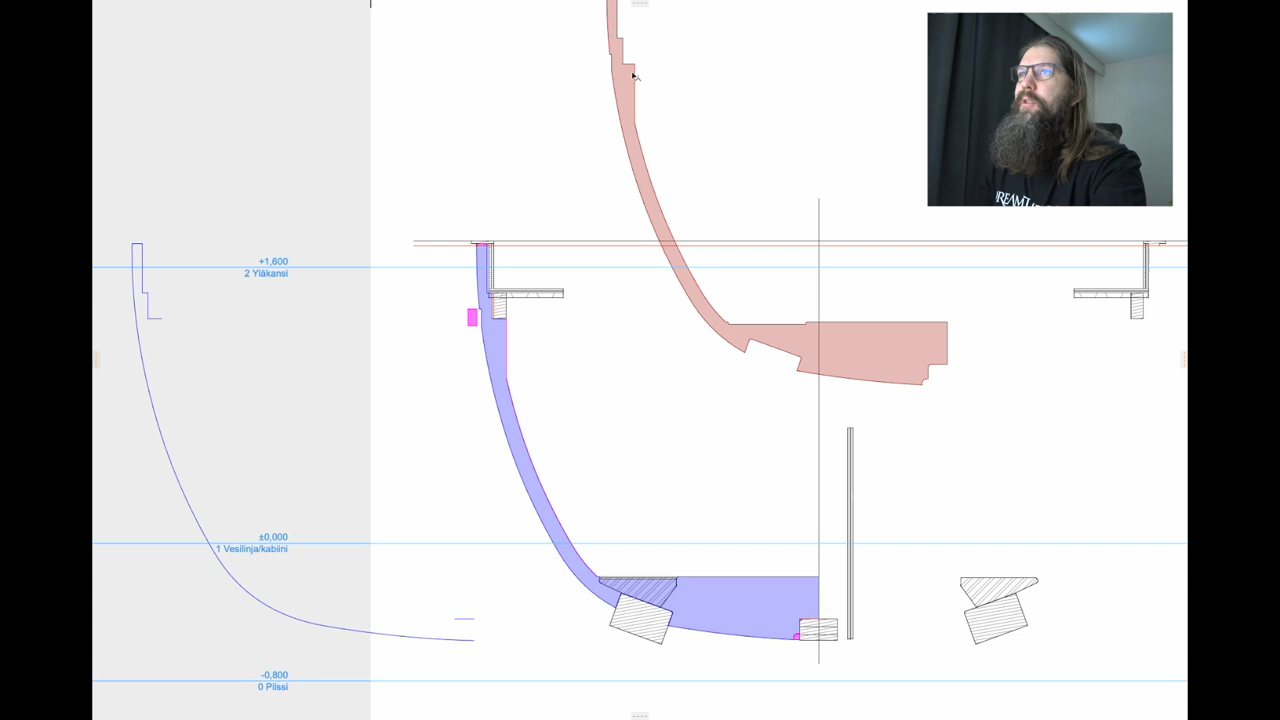 +1,600
2 Yläkansi
±0,000
1 Vesilinja/kabiini
-0,800
0 Pilssi